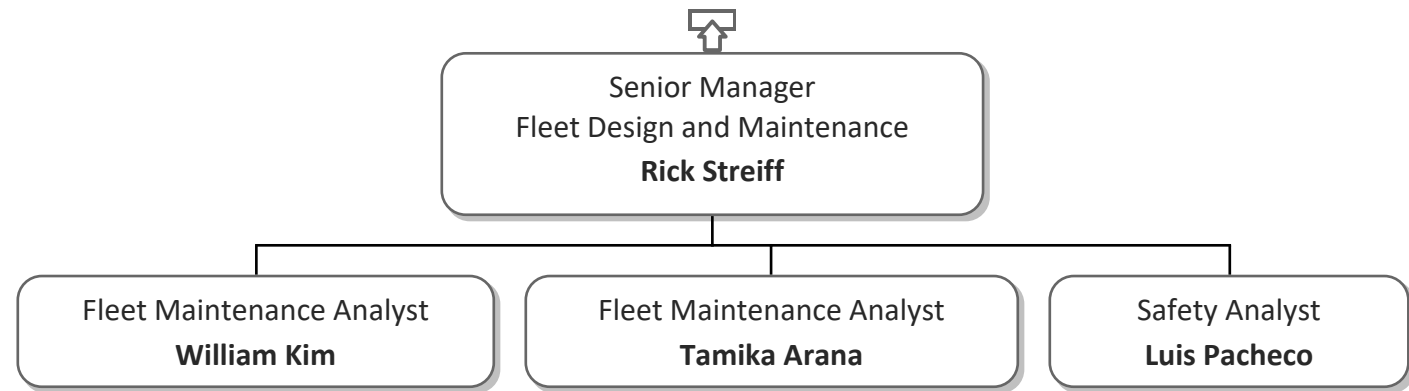 Senior Manager
Fleet Design and Maintenance
Rick Streiff
Fleet Maintenance Analyst
William Kim
Fleet Maintenance Analyst
Tamika Arana
Safety Analyst
Luis Pacheco